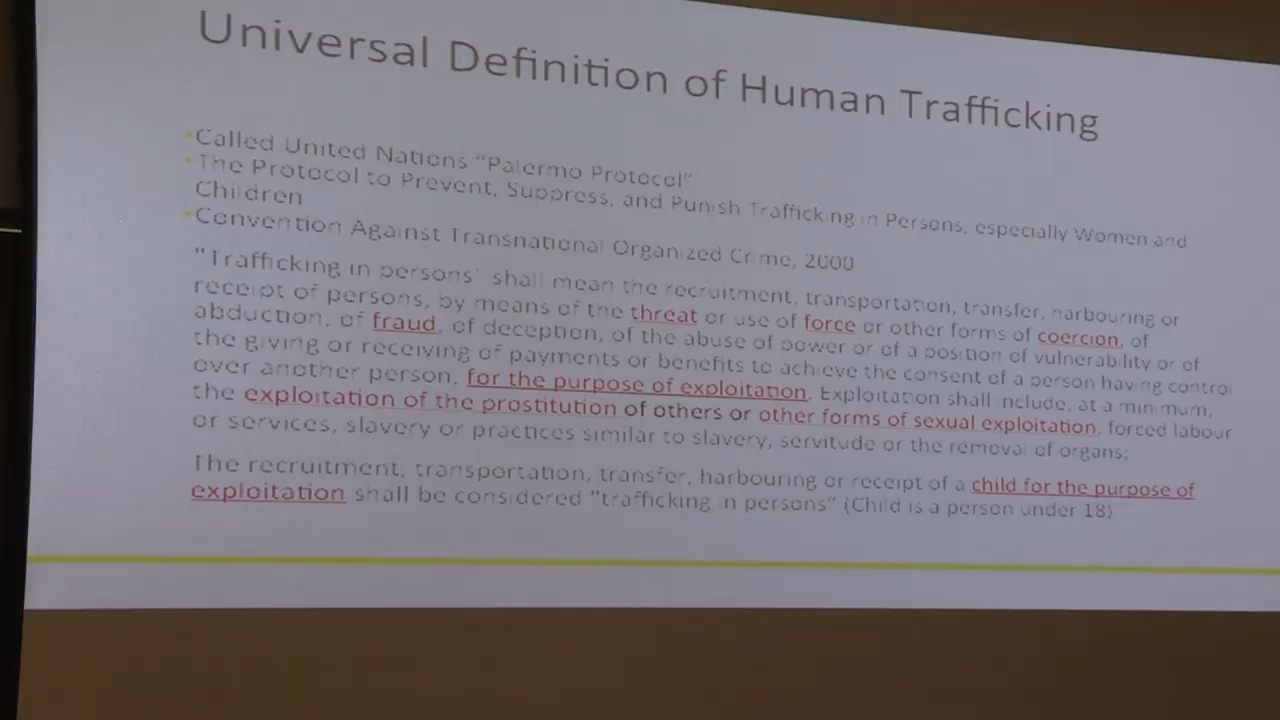 Universal Definition of Human Trafficking
•Called United Nations “Palermo Protocol”
•The Protocol to Prevent, Suppress, and Punish Trafficking in Persons, especially Women and
Children
•Convention Against Transnational Organized Crime, 2000
"Trafficking in persons' shall mean the recruitment, transportation, transfer, harbouring or
receipt of persons, by means of the threat or use of force or other forms of coercion, of
abduction, of fraud, of deception, of the abuse of power or of a position of vulnerability or of
the giving or receiving of payments or benefits to achieve the consent of a person having control
over another person, for the purpose of exploitation. Exploitation shall include, at a minimum,
the exploitation of the prostitution of others or other forms of sexual exploitation, forced labour
or services, slavery or practices similar to slavery, servitude or the removal of organs;
The recruitment, transportation, transfer, harbouring or receipt of a child for the purpose of
exploitation shall be considered "trafficking in persons“ (Child is a person under 18)